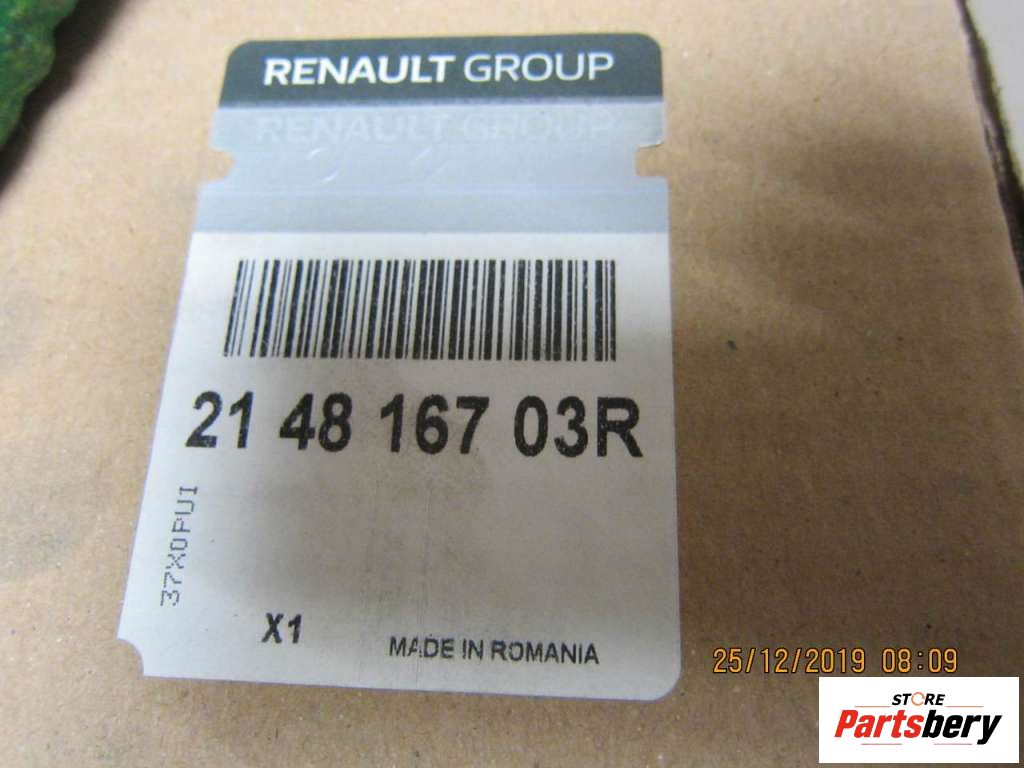 RENAULT GROUP
RENAULT GROUP
21 48 167 03R
37X0PUI
X1
MADE IN ROMANIA
25/12/2019 08:09
STORE
Partsbery